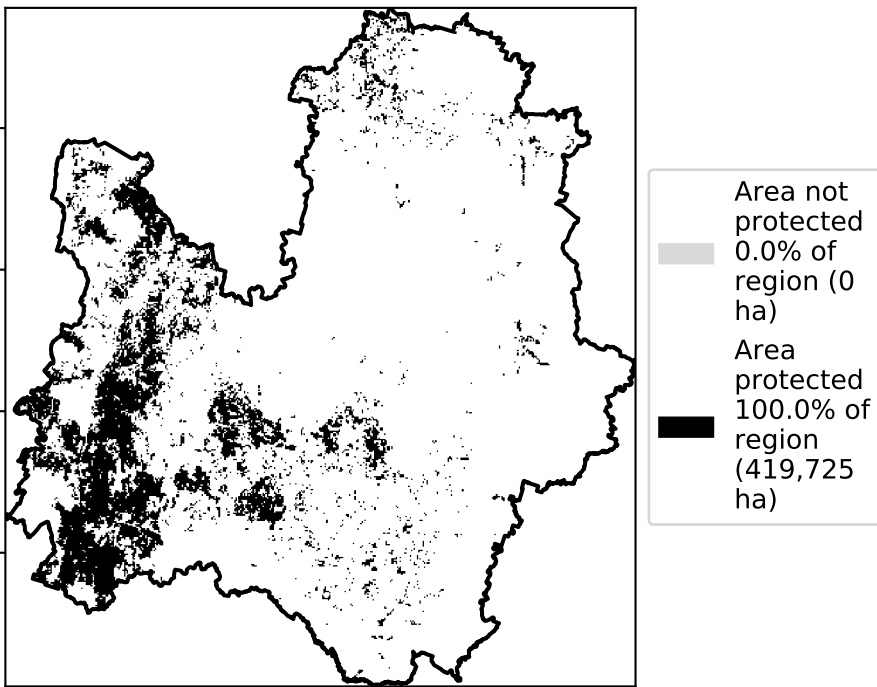 Area not
protected
0.0% of
region (0
ha)
Area
protected
100.0% of
region
(419,725
ha)